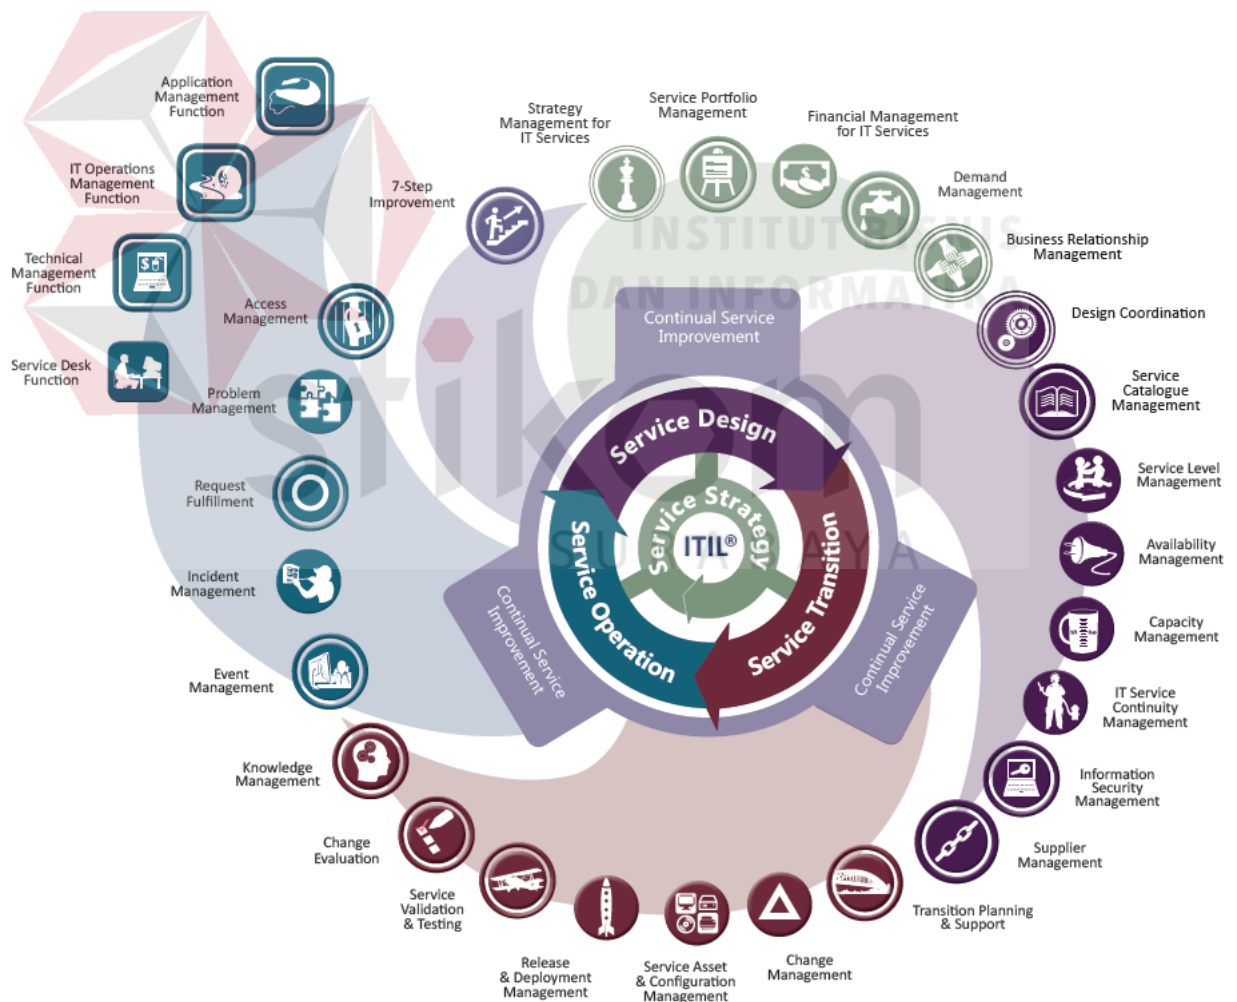 Application
Management
Function
IT Operations
Management
Function
Technical
Management
Function
Service Desk
Function
Access
Management
Problem
Management
Request
Fulfillment
Incident
Management
Event
Management
7-Step
Improvement
Strategy
Management for
IT Services
Service Portfolio
Management
Financial Management
for IT Services
Demand
Management
Business Relationship
Management
Design Coordination
Service
Catalogue
Management
Service Level
Management
Availability
Management
Capacity
Management
IT Service
Continuity
Management
Information
Security
Management
Supplier
Management
Transition Planning
& Support
Change
Management
Service Asset
& Configuration
Management
Release
& Deployment
Management
Service
Validation
& Testing
Change
Evaluation
Knowledge
Management
Continual Service
Improvement
Continual Service
Improvement
Continual Service
Improvement
Service Design
Service Transition
Service Operation
Service Strategy
ITIL®
INSTITUT BISNIS
DAN INFORMATIKA
stikom
SURABAYA